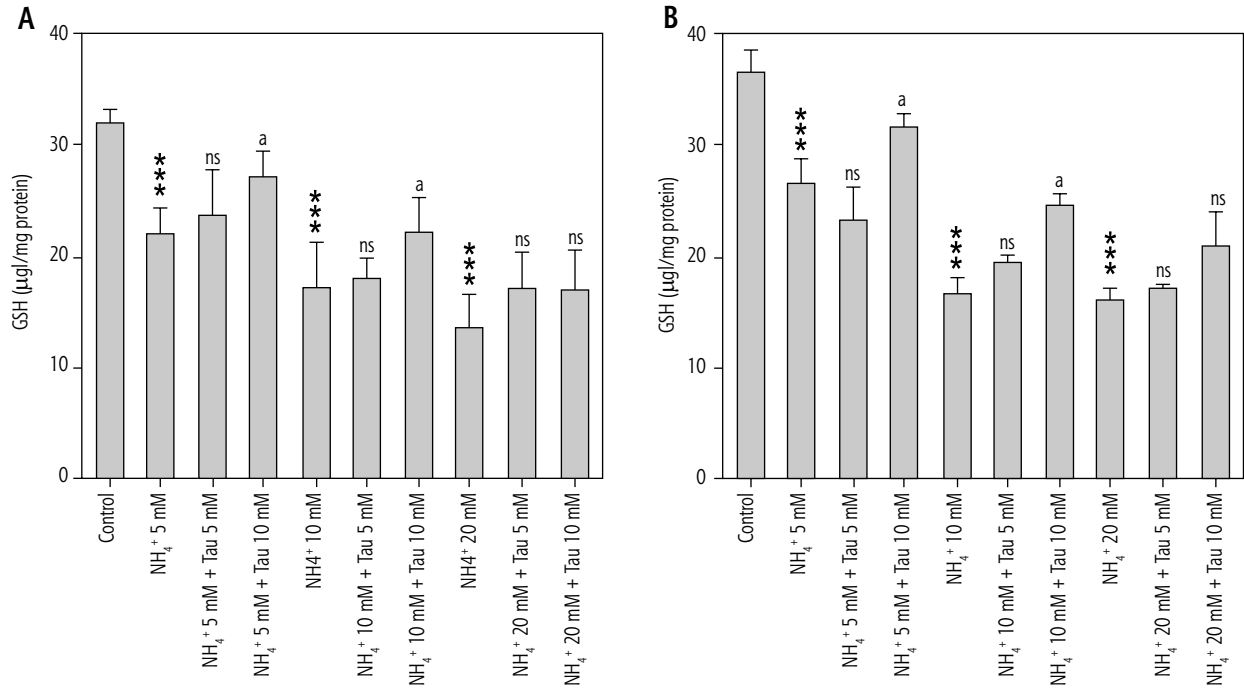 A
40
30
20
10
0
GSH (µgl/mg protein)
***
ns
a
***
ns
a
***
ns
ns
Control
NH₄⁺ 5 mM
NH₄⁺ 5 mM + Tau 5 mM
NH₄⁺ 5 mM + Tau 10 mM
NH4⁺ 10 mM
NH₄⁺ 10 mM + Tau 5 mM
NH₄⁺ 10 mM + Tau 10 mM
NH4⁺ 20 mM
NH₄⁺ 20 mM + Tau 5 mM
NH₄⁺ 20 mM + Tau 10 mM
B
40
30
20
10
0
GSH (µgl/mg protein)
***
ns
a
***
ns
a
***
ns
ns
Control
NH₄⁺ 5 mM
NH₄⁺ 5 mM + Tau 5 mM
NH₄⁺ 5 mM + Tau 10 mM
NH₄⁺ 10 mM
NH₄⁺ 10 mM + Tau 5 mM
NH₄⁺ 10 mM + Tau 10 mM
NH₄⁺ 20 mM
NH₄⁺ 20 mM + Tau 5 mM
NH₄⁺ 20 mM + Tau 10 mM